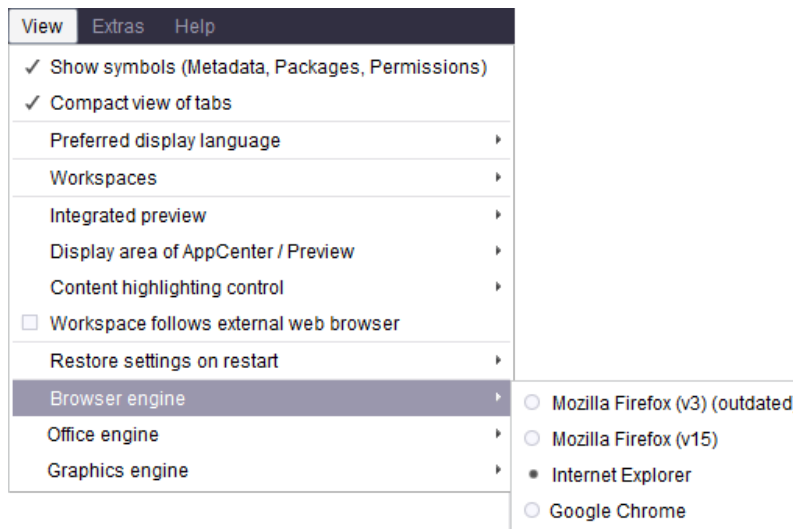 View Extras Help
Show symbols (Metadata, Packages, Permissions)
Compact view of tabs
Preferred display language
Workspaces
Integrated preview
Display area of AppCenter / Preview
Content highlighting control
Workspace follows external web browser
Restore settings on restart
Browser engine
Office engine
Graphics engine
Mozilla Firefox (v3) (outdated
Mozilla Firefox (v15)
Internet Explorer
Google Chrome